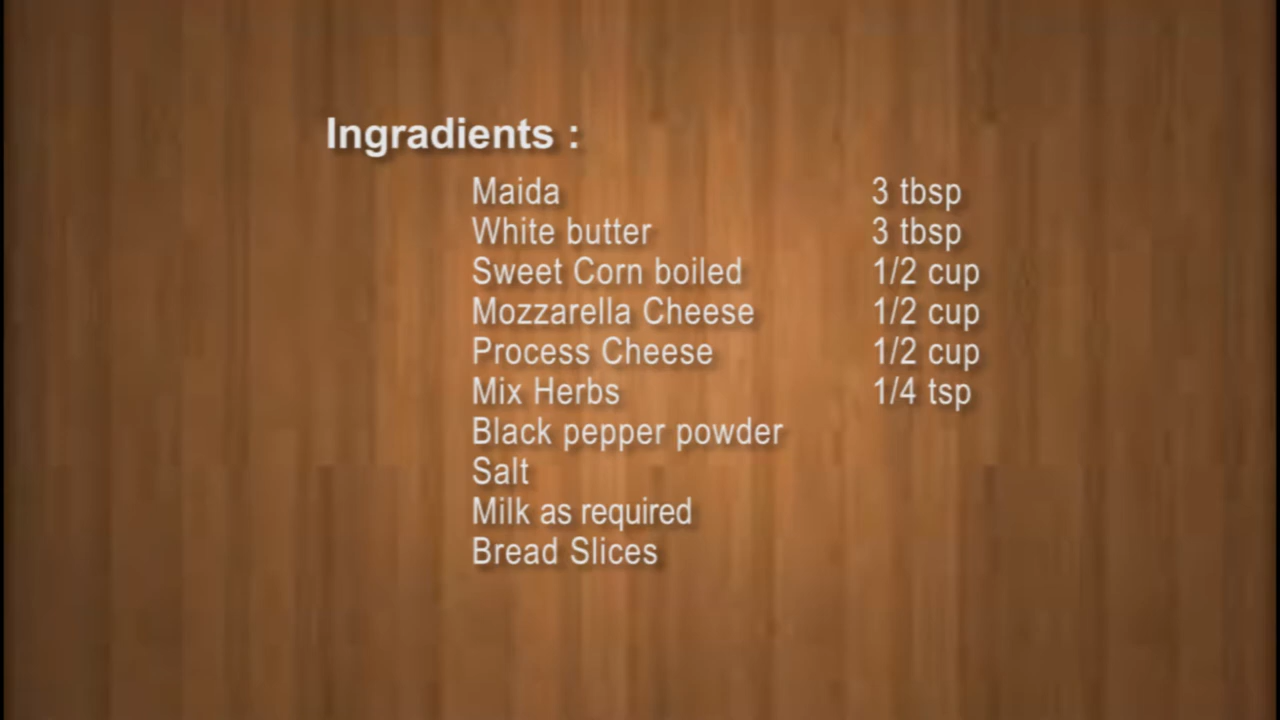 Ingradients :
Maida 3 tbsp
White butter 3 tbsp
Sweet Corn boiled 1/2 cup
Mozzarella Cheese 1/2 cup
Process Cheese 1/2 cup
Mix Herbs 1/4 tsp
Black pepper powder
Salt
Milk as required
Bread Slices